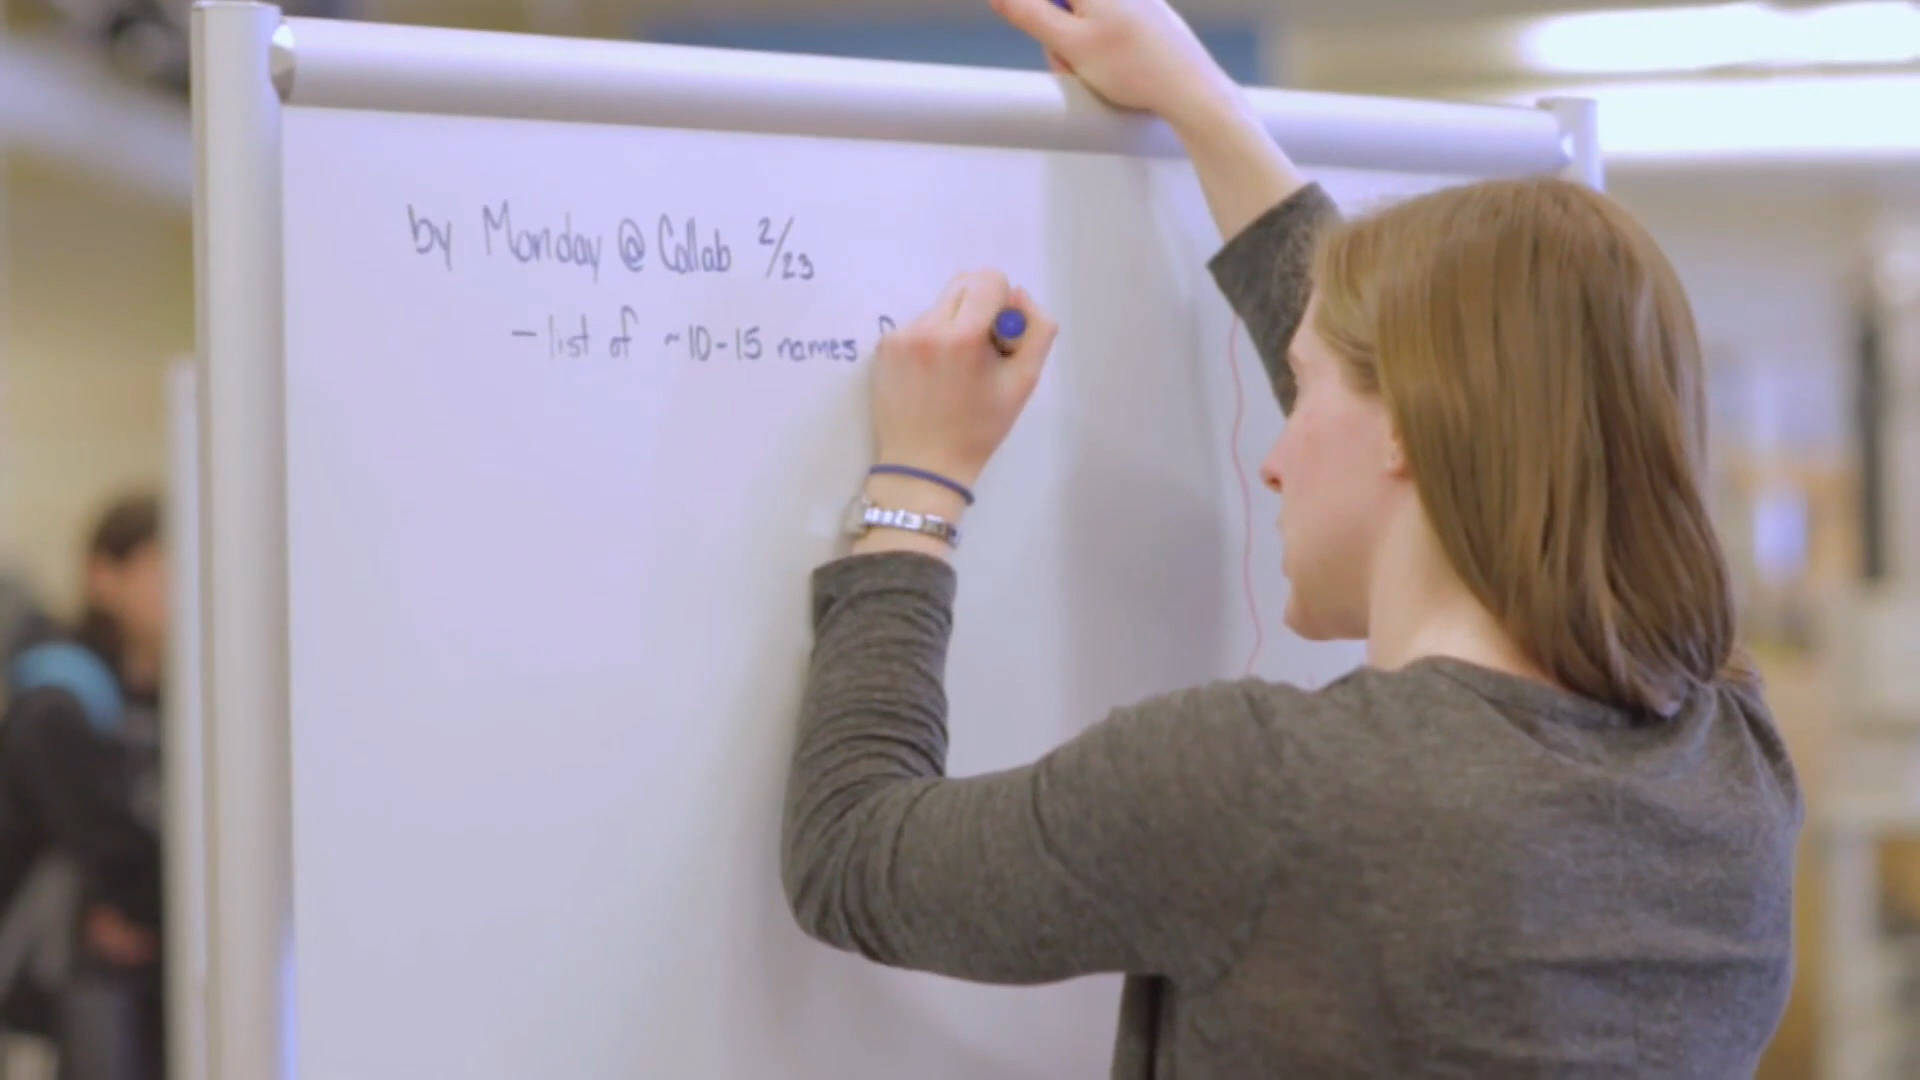 by Monday @ Collab 2/23
- list of ~10-15 names